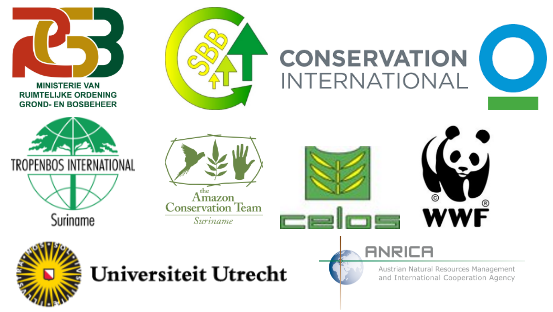 RGB
MINISTERIE VAN
RUIMTELIJKE ORDENING
GROND- EN BOSBEHEER
SBB
CONSERVATION
INTERNATIONAL
TROPENBOS INTERNATIONAL
Suriname
the
Amazon
Conservation Team
Suriname
celos
©
WWF®
Universiteit Utrecht
ANRICA
Austrian Natural Resources Management
and International Cooperation Agency